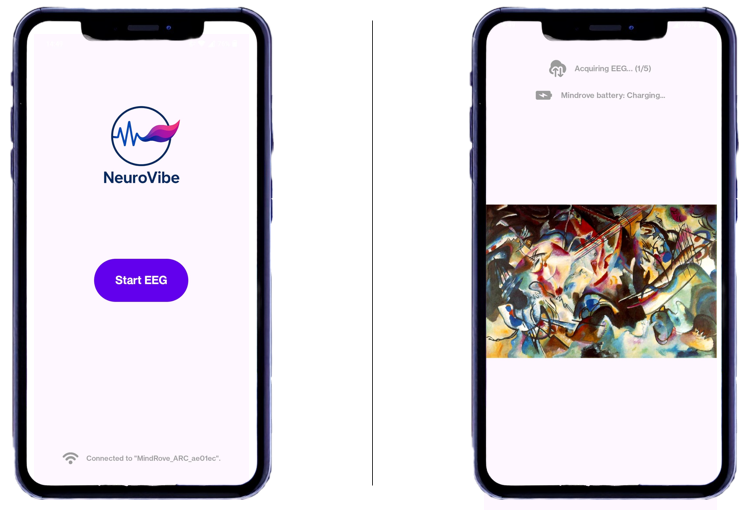 NeuroVibe
Start EEG
Connected to "MindRove_ARC_ae01ec".
Acquiring EEG... (1/5)
Mindrove battery: Charging...